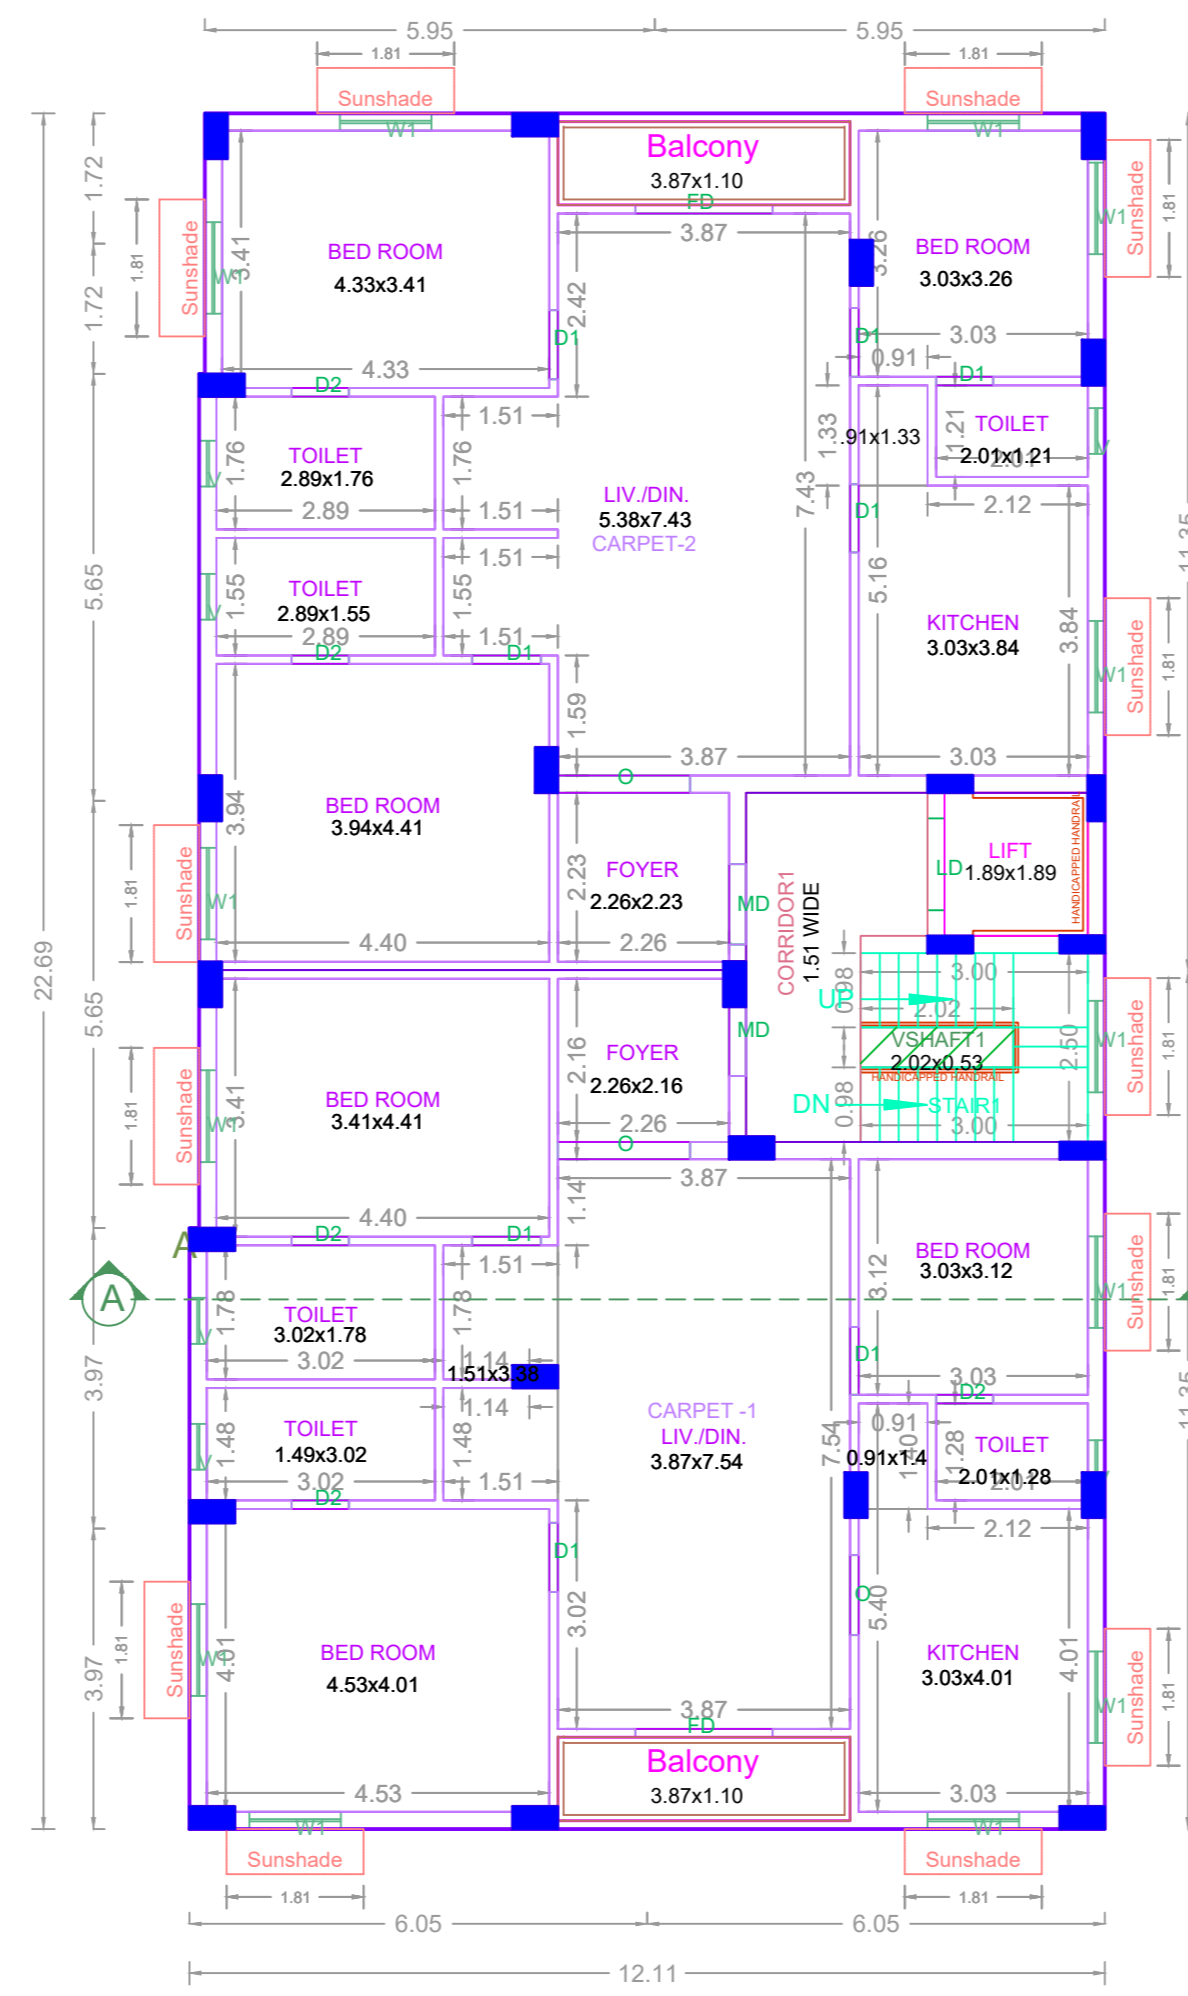 5.95
5.95
1.81
1.81
Sunshade
Sunshade
W1
W1
Balcony
3.87x1.10
FD
3.87
1.72
1.72
5.65
5.65
3.97
3.97
22.69
1.81
Sunshade
W1
3.41
BED ROOM
4.33x3.41
4.33
D2
2.42
D1
3.26
BED ROOM
3.03x3.26
3.03
W1
Sunshade
1.81
D1
0.91
D1
1.76
TOILET
2.89x1.76
2.89
V
1.51
1.76
1.51
LIV./DIN.
5.38x7.43
CARPET-2
7.43
1.33
.91x1.33
1.21
TOILET
2.01x1.21
2.01
V
2.12
D1
1.55
TOILET
2.89x1.55
2.89
V
D2
1.51
1.55
1.51
D1
5.16
KITCHEN
3.03x3.84
3.84
W1
Sunshade
1.81
11.35
1.59
3.87
3.03
O
3.94
BED ROOM
3.94x4.41
4.40
W1
Sunshade
1.81
2.23
FOYER
2.26x2.23
2.26
MD
CORRIDOR1
1.51 WIDE
LD
LIFT
1.89x1.89
HANDICAPPED HANDRAIL
0.98
3.00
UP
2.02
VSHAFT1
2.02x0.53
HANDICAPPED HANDRAIL
2.50
W1
Sunshade
1.81
DN
0.98
STAIR1
3.00
3.41
BED ROOM
3.41x4.41
4.40
W1
Sunshade
1.81
2.16
FOYER
2.26x2.16
2.26
MD
O
D2
D1
1.14
3.87
A
A
1.78
TOILET
3.02x1.78
3.02
V
1.51
1.78
1.14
1.51x3.38
1.14
3.12
BED ROOM
3.03x3.12
3.03
W1
Sunshade
1.81
D1
D2
1.48
TOILET
1.49x3.02
3.02
V
D2
1.48
1.51
CARPET -1
LIV./DIN.
3.87x7.54
7.54
0.91
0.91x1.4
1.40
1.28
TOILET
2.01x1.28
2.01
V
2.12
11.35
D1
3.02
O
5.40
4.01
BED ROOM
4.53x4.01
4.53
W1
Sunshade
1.81
KITCHEN
3.03x4.01
4.01
3.03
W1
Sunshade
1.81
3.87
FD
Balcony
3.87x1.10
W1
W1
Sunshade
Sunshade
1.81
1.81
6.05
6.05
12.11